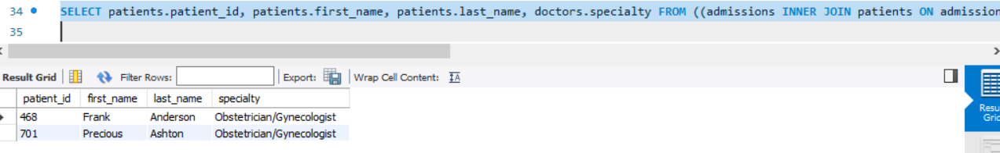 34 SELECT patients.patient_id, patients.first_name, patients.last_name, doctors.specialty FROM ((admissions INNER JOIN patients ON admission
35
Result Grid Filter Rows: Export: Wrap Cell Content:
patient_id first_name last_name specialty
468 Frank Anderson Obstetrician/Gynecologist
701 Precious Ashton Obstetrician/Gynecologist
Resu
Grid